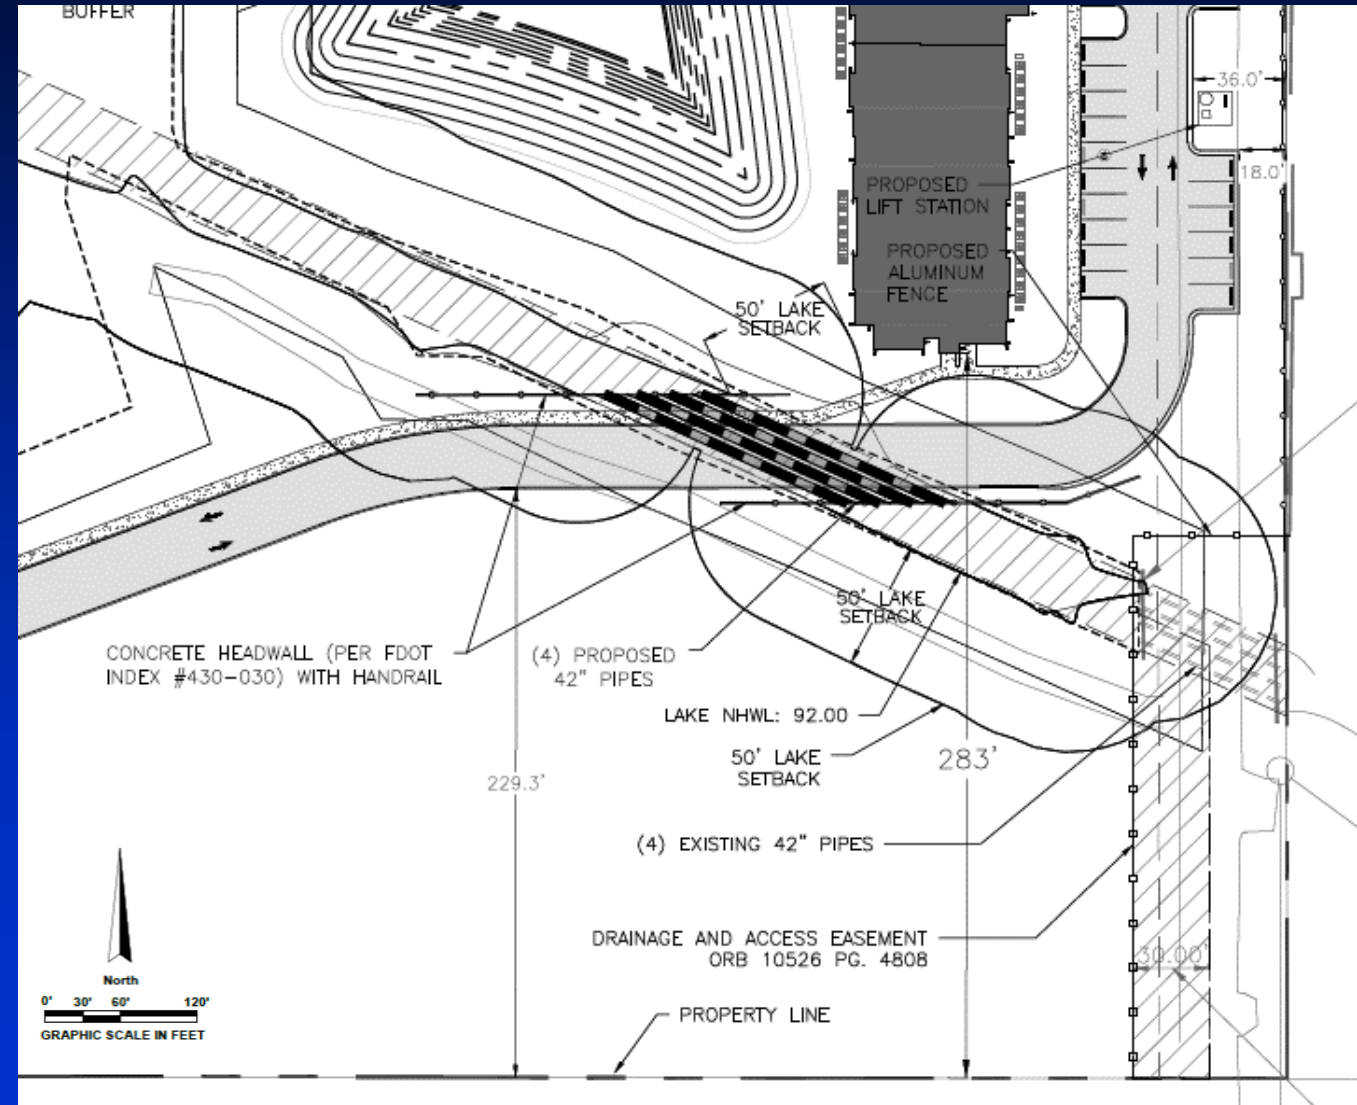 BUFFER
36.0'
18.0'
PROPOSED
LIFT STATION
PROPOSED
ALUMINUM
FENCE
50' LAKE
SETBACK
50' LAKE
SETBACK
CONCRETE HEADWALL (PER FDOT
INDEX #430-030) WITH HANDRAIL
(4) PROPOSED
42" PIPES
LAKE NHWL: 92.00
50' LAKE
SETBACK
283'
229.3'
(4) EXISTING 42" PIPES
DRAINAGE AND ACCESS EASEMENT
ORB 10526 PG. 4808
30.00'
PROPERTY LINE
North
0' 30' 60' 120'
GRAPHIC SCALE IN FEET